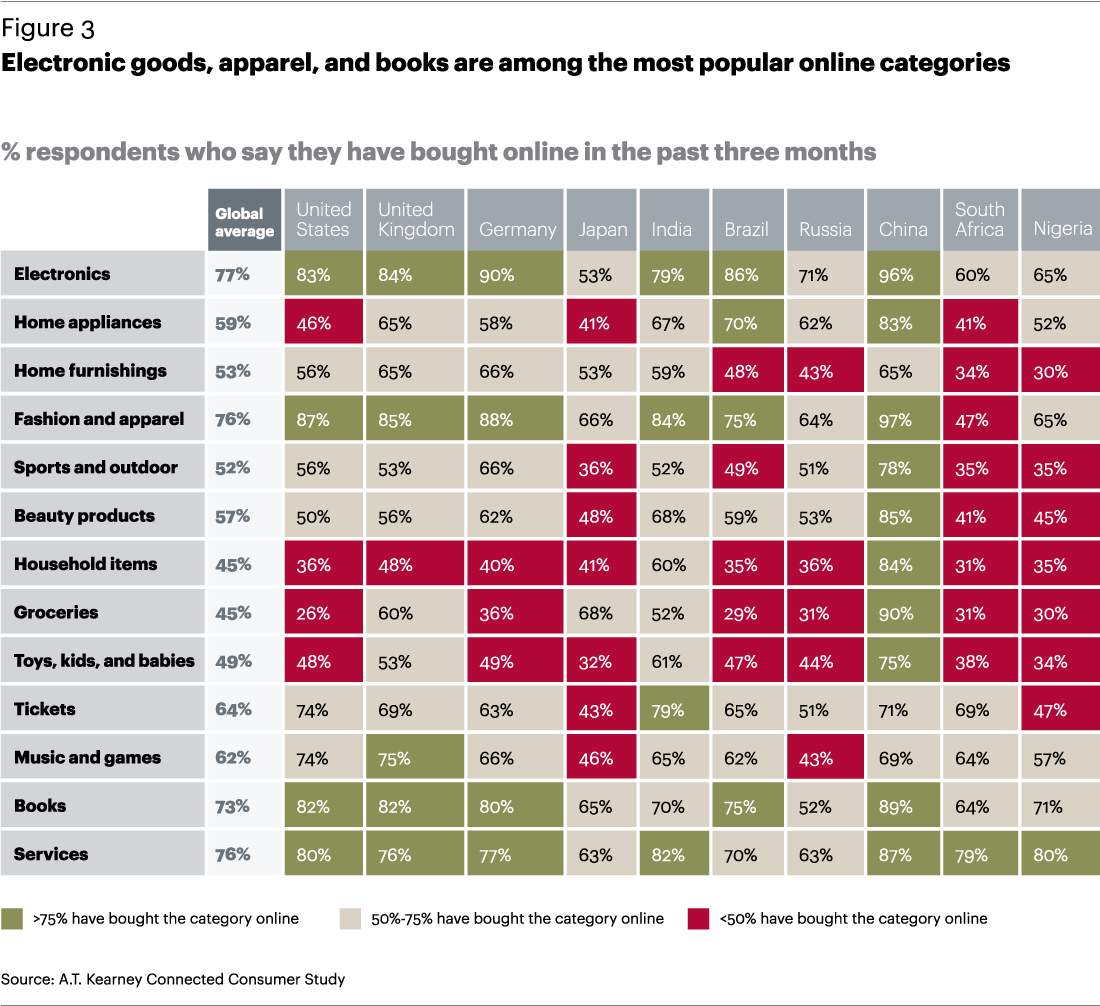 Figure 3
Electronic goods, apparel, and books are among the most popular online categories
% respondents who say they have bought online in the past three months
Global average United States United Kingdom Germany Japan India Brazil Russia China South Africa Nigeria
Electronics 77% 83% 84% 90% 53% 79% 86% 71% 96% 60% 65%
Home appliances 59% 46% 65% 58% 41% 67% 70% 62% 83% 41% 52%
Home furnishings 53% 56% 65% 66% 53% 59% 48% 43% 65% 34% 30%
Fashion and apparel 76% 87% 85% 88% 66% 84% 75% 64% 97% 47% 65%
Sports and outdoor 52% 56% 53% 66% 36% 52% 49% 51% 78% 35% 35%
Beauty products 57% 50% 56% 62% 48% 68% 59% 53% 85% 41% 45%
Household items 45% 36% 48% 40% 41% 60% 35% 36% 84% 31% 35%
Groceries 45% 26% 60% 36% 68% 52% 29% 31% 90% 31% 30%
Toys, kids, and babies 49% 48% 53% 49% 32% 61% 47% 44% 75% 38% 34%
Tickets 64% 74% 69% 63% 43% 79% 65% 51% 71% 69% 47%
Music and games 62% 74% 75% 66% 46% 65% 62% 43% 69% 64% 57%
Books 73% 82% 82% 80% 65% 70% 75% 52% 89% 64% 71%
Services 76% 80% 76% 77% 63% 82% 70% 63% 87% 79% 80%
>75% have bought the category online 50%-75% have bought the category online <50% have bought the category online
Source: A.T. Kearney Connected Consumer Study